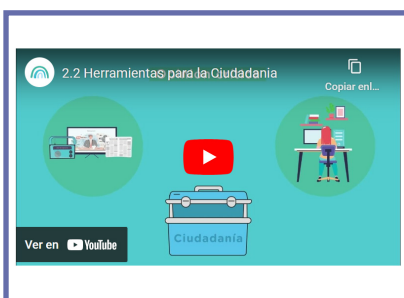 2.2 Herramientas para la Ciudadania
Copiar enl...
Ciudadanía
Ver en YouTube